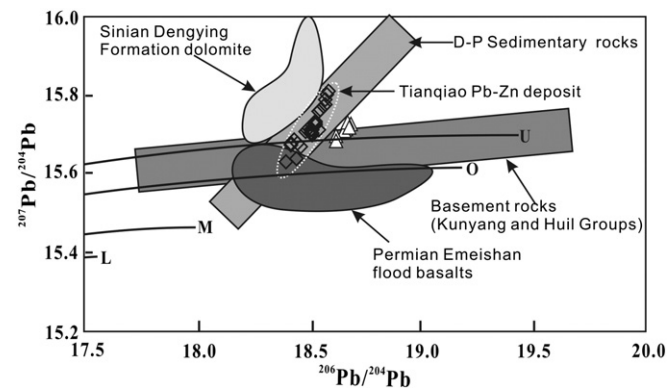 Sinian Dengying
Formation dolomite
D-P Sedimentary rocks
Tianqiao Pb-Zn deposit
U
O
M
L
Basement rocks
(Kunyang and Huil Groups)
Permian Emeishan
flood basalts
16.0
15.8
15.6
15.4
15.2
²⁰⁷Pb/²⁰⁴Pb
17.5
18.0
18.5
19.0
19.5
20.0
²⁰⁶Pb/²⁰⁴Pb